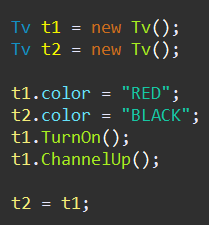 Tv t1 = new Tv();
Tv t2 = new Tv();
t1.color = "RED";
t2.color = "BLACK";
t1.TurnOn();
t1.ChannelUp();
t2 = t1;